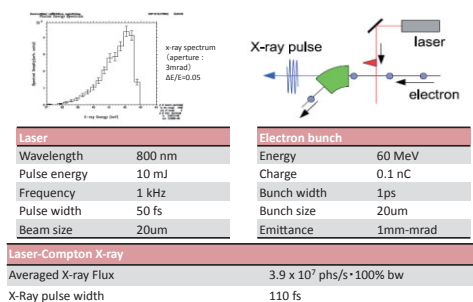 x-ray spectrum
(aperture :
3mrad)
ΔE/E=0.05
X-ray Energy (keV)
laser
X-ray pulse
electron
Laser
Wavelength 800 nm
Pulse energy 10 mJ
Frequency 1 kHz
Pulse width 50 fs
Beam size 20um
Electron bunch
Energy 60 MeV
Charge 0.1 nC
Bunch width 1ps
Bunch size 20um
Emittance 1mm-mrad
Laser-Compton X-ray
Averaged X-ray Flux 3.9 x 10⁷ phs/s・100% bw
X-Ray pulse width 110 fs